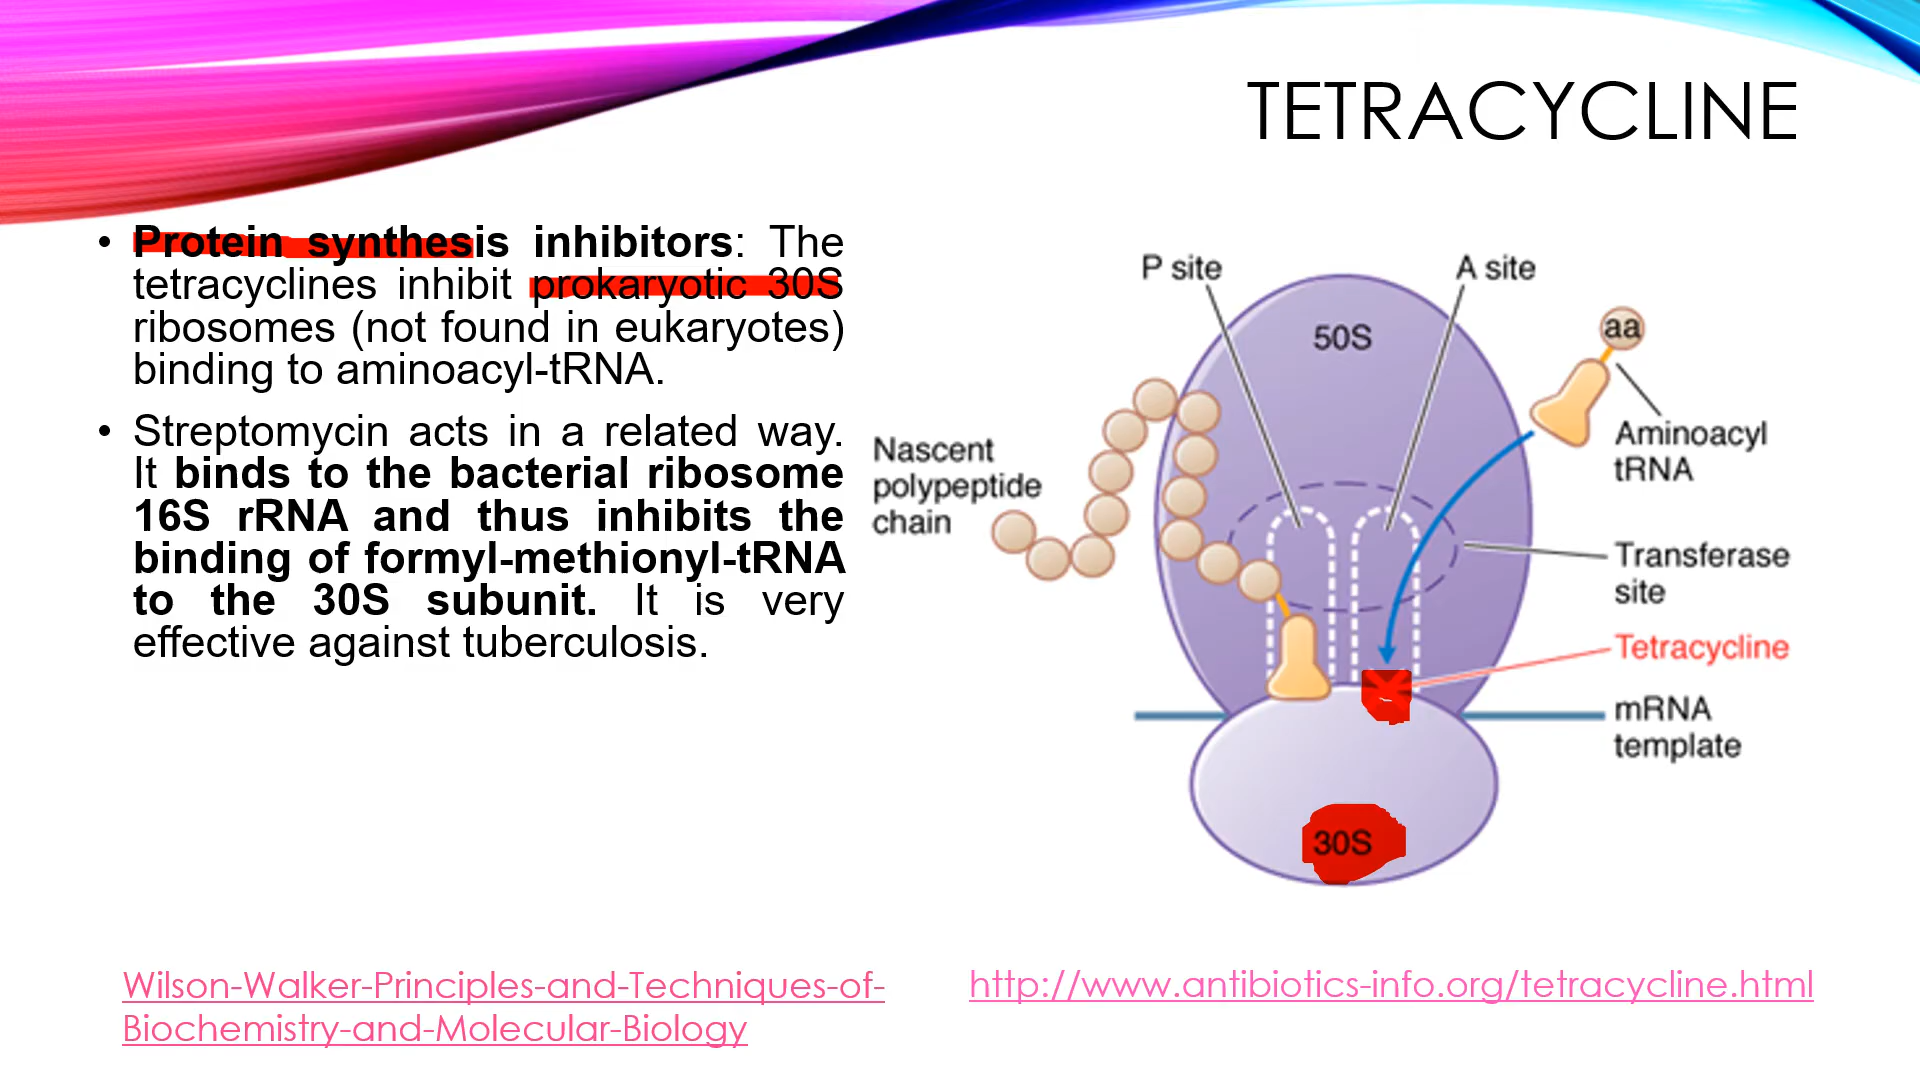 TETRACYCLINE
• Protein synthesis inhibitors: The
tetracyclines inhibit prokaryotic 30S
ribosomes (not found in eukaryotes)
binding to aminoacyl-tRNA.
• Streptomycin acts in a related way.
It binds to the bacterial ribosome
16S rRNA and thus inhibits the
binding of formyl-methionyl-tRNA
to the 30S subunit. It is very
effective against tuberculosis.
P site
A site
50S
aa
Aminoacyl
tRNA
Nascent
polypeptide
chain
Transferase
site
Tetracycline
mRNA
template
30S
Wilson-Walker-Principles-and-Techniques-of-
Biochemistry-and-Molecular-Biology
http://www.antibiotics-info.org/tetracycline.html